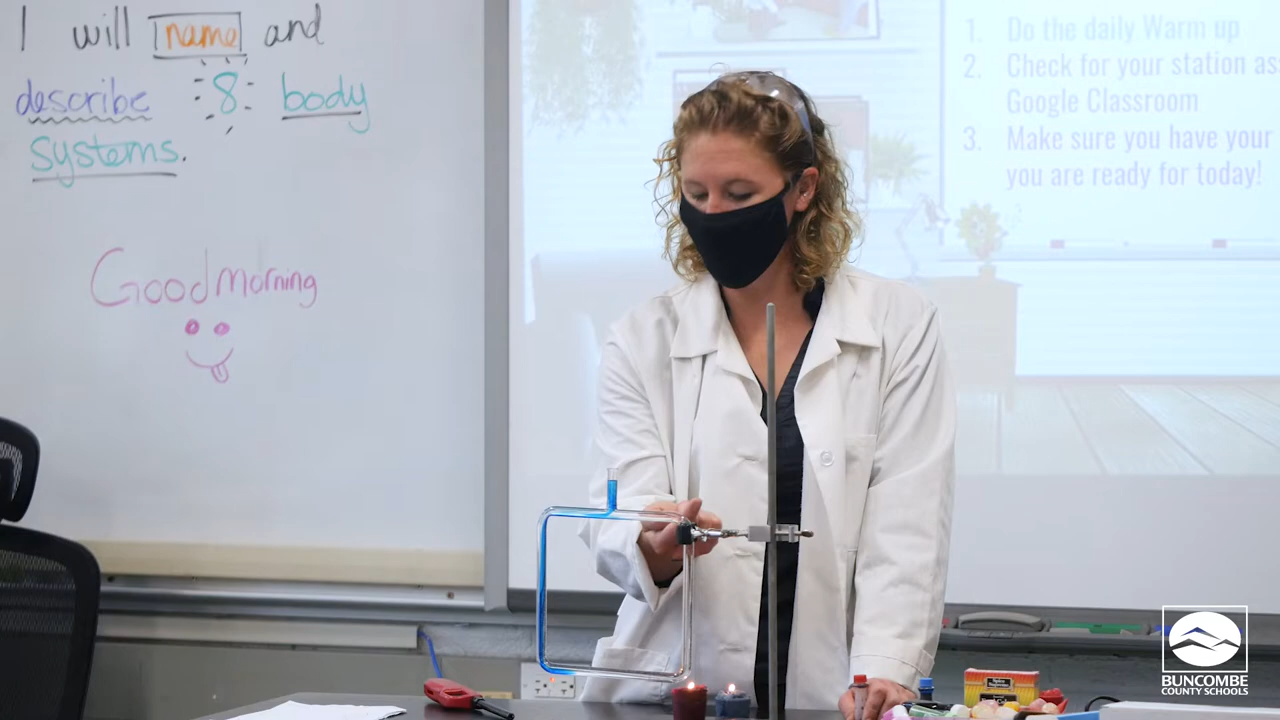 I will name and
describe 8 body
systems.
Good morning
1. Do the daily Warm up
2. Check for your station as
Google Classroom
3. Make sure you have your
you are ready for today!
BUNCOMBE
COUNTY SCHOOLS